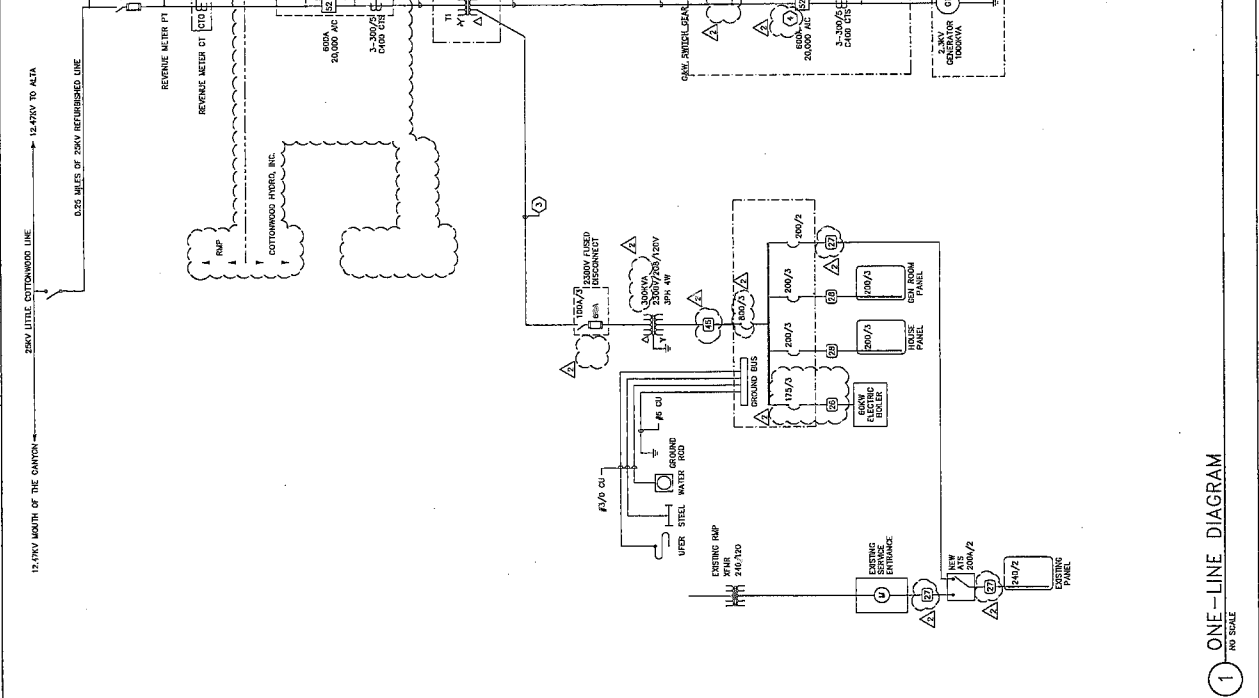 12.47KV MOUTH OF THE CANYON
25KV LITTLE COTTONWOOD LINE
12.47KV TO ALTA
0.25 MILES OF 25KV REFURBISHED LINE
REVENUE METER PT
REVENUE METER CT
CTO
52
600A
20,000 AIC
3-300/5
C400 CTS
T1
G&W SWITCH GEAR
2
2
4
52
600A
20,000 AIC
3-300/5
C400 CTS
2.3KV
GENERATOR
1000KVA
RMP
COTTONWOOD HYDRO, INC.
3
2300V FUSED
DISCONNECT
100A/3
2
2
300KVA
2300V/208/120V
3PH 4W
Y
45
2
800/3
2
GROUND BUS
200/2
27
2
200/3
28
200/3
GEN ROOM
PANEL
200/3
28
200/3
HOUSE
PANEL
175/3
2
26
60KW
ELECTRIC
BOILER
#6 CU
#3/0 CU
GROUND
ROD
WATER
STEEL
UFER
EXISTING RMP
XFMR
240/120
EXISTING
SERVICE
ENTRANCE
M
27
2
NEW
ATS
200A/2
27
2
240/2
EXISTING
PANEL
1
ONE-LINE DIAGRAM
NO SCALE